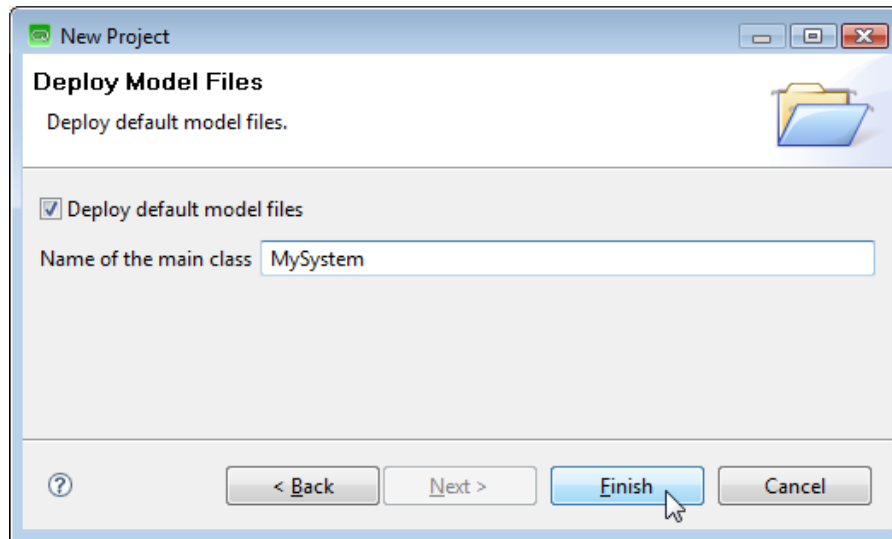 New Project
Deploy Model Files
Deploy default model files.
Deploy default model files
Name of the main class MySystem
? < Back Next > Finish Cancel